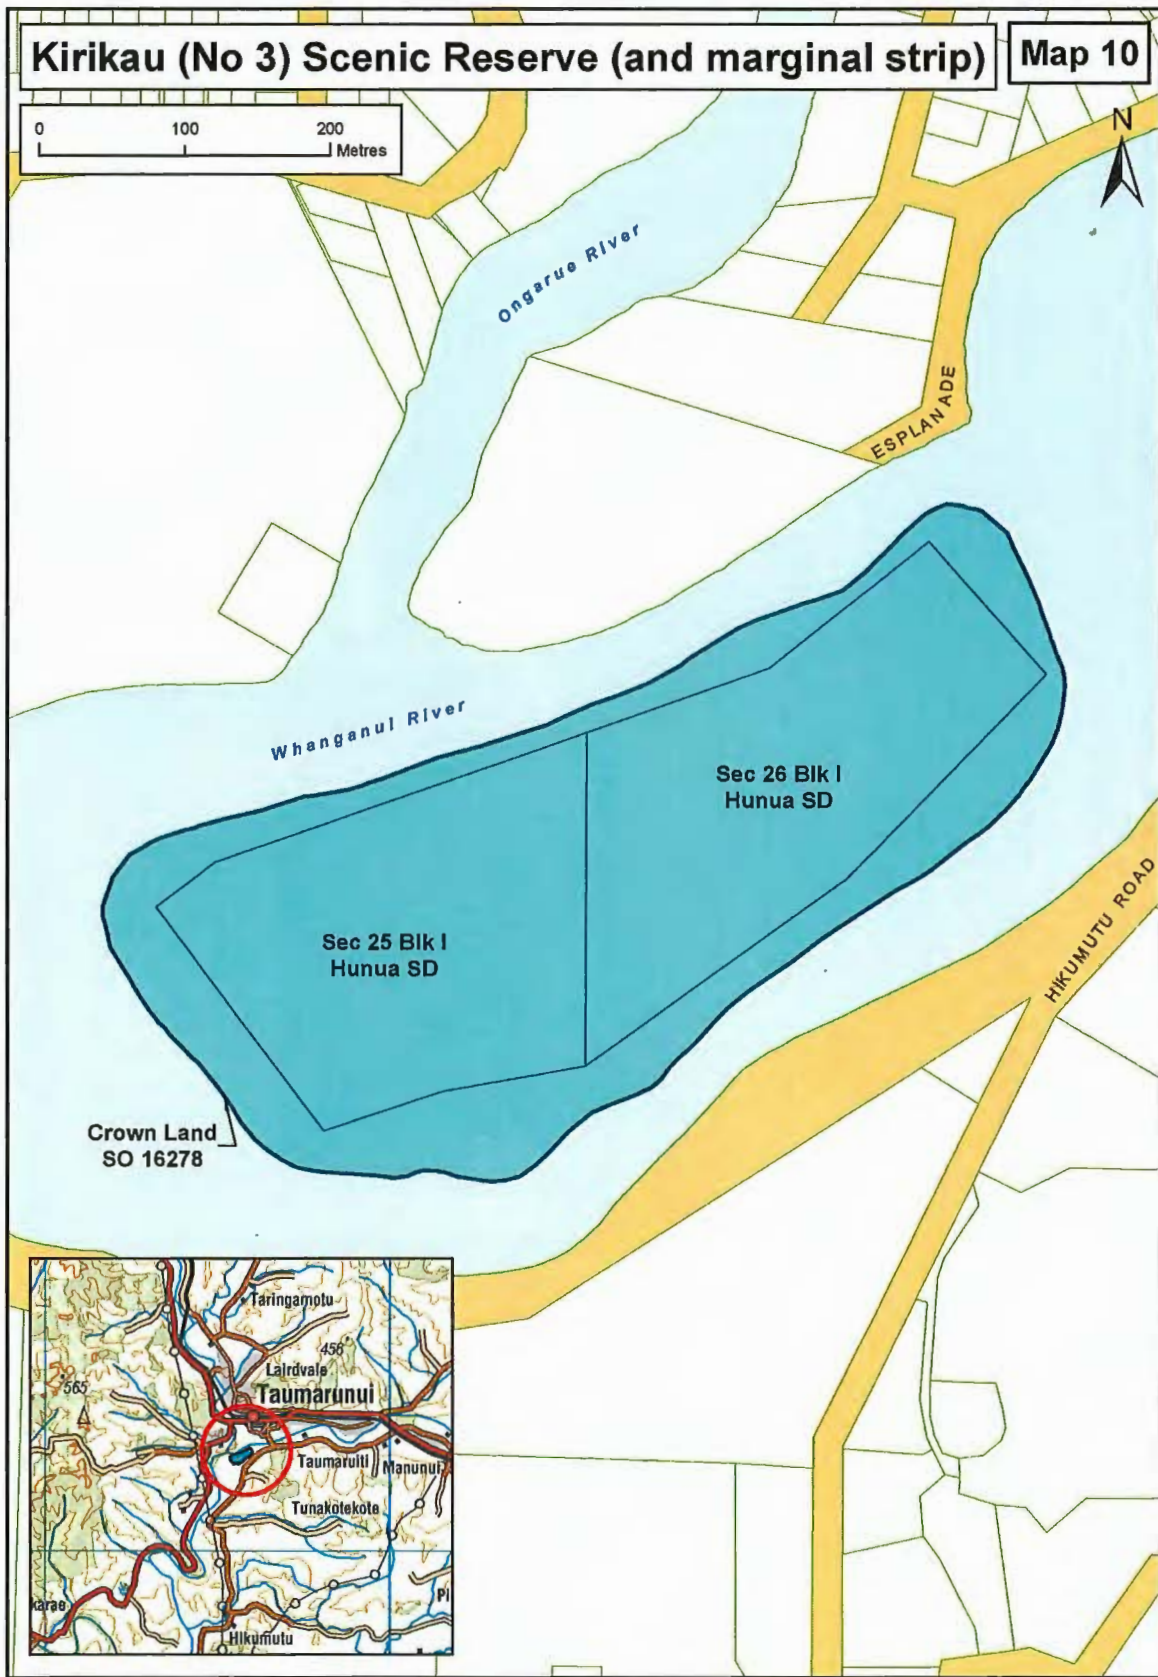 Kirikau (No 3) Scenic Reserve (and marginal strip)
Map 10
0 100 200
Metres
N
Ongarue River
ESPLANADE
Whanganui River
Sec 26 Blk I
Hunua SD
Sec 25 Blk I
Hunua SD
HIKUMUTU ROAD
Crown Land
SO 16278
Taringamotu
456
Lairdvale
565
Taumarunui
Taumaruiti
Manunui
Tunakotekote
karae
Pi
Hikumutu